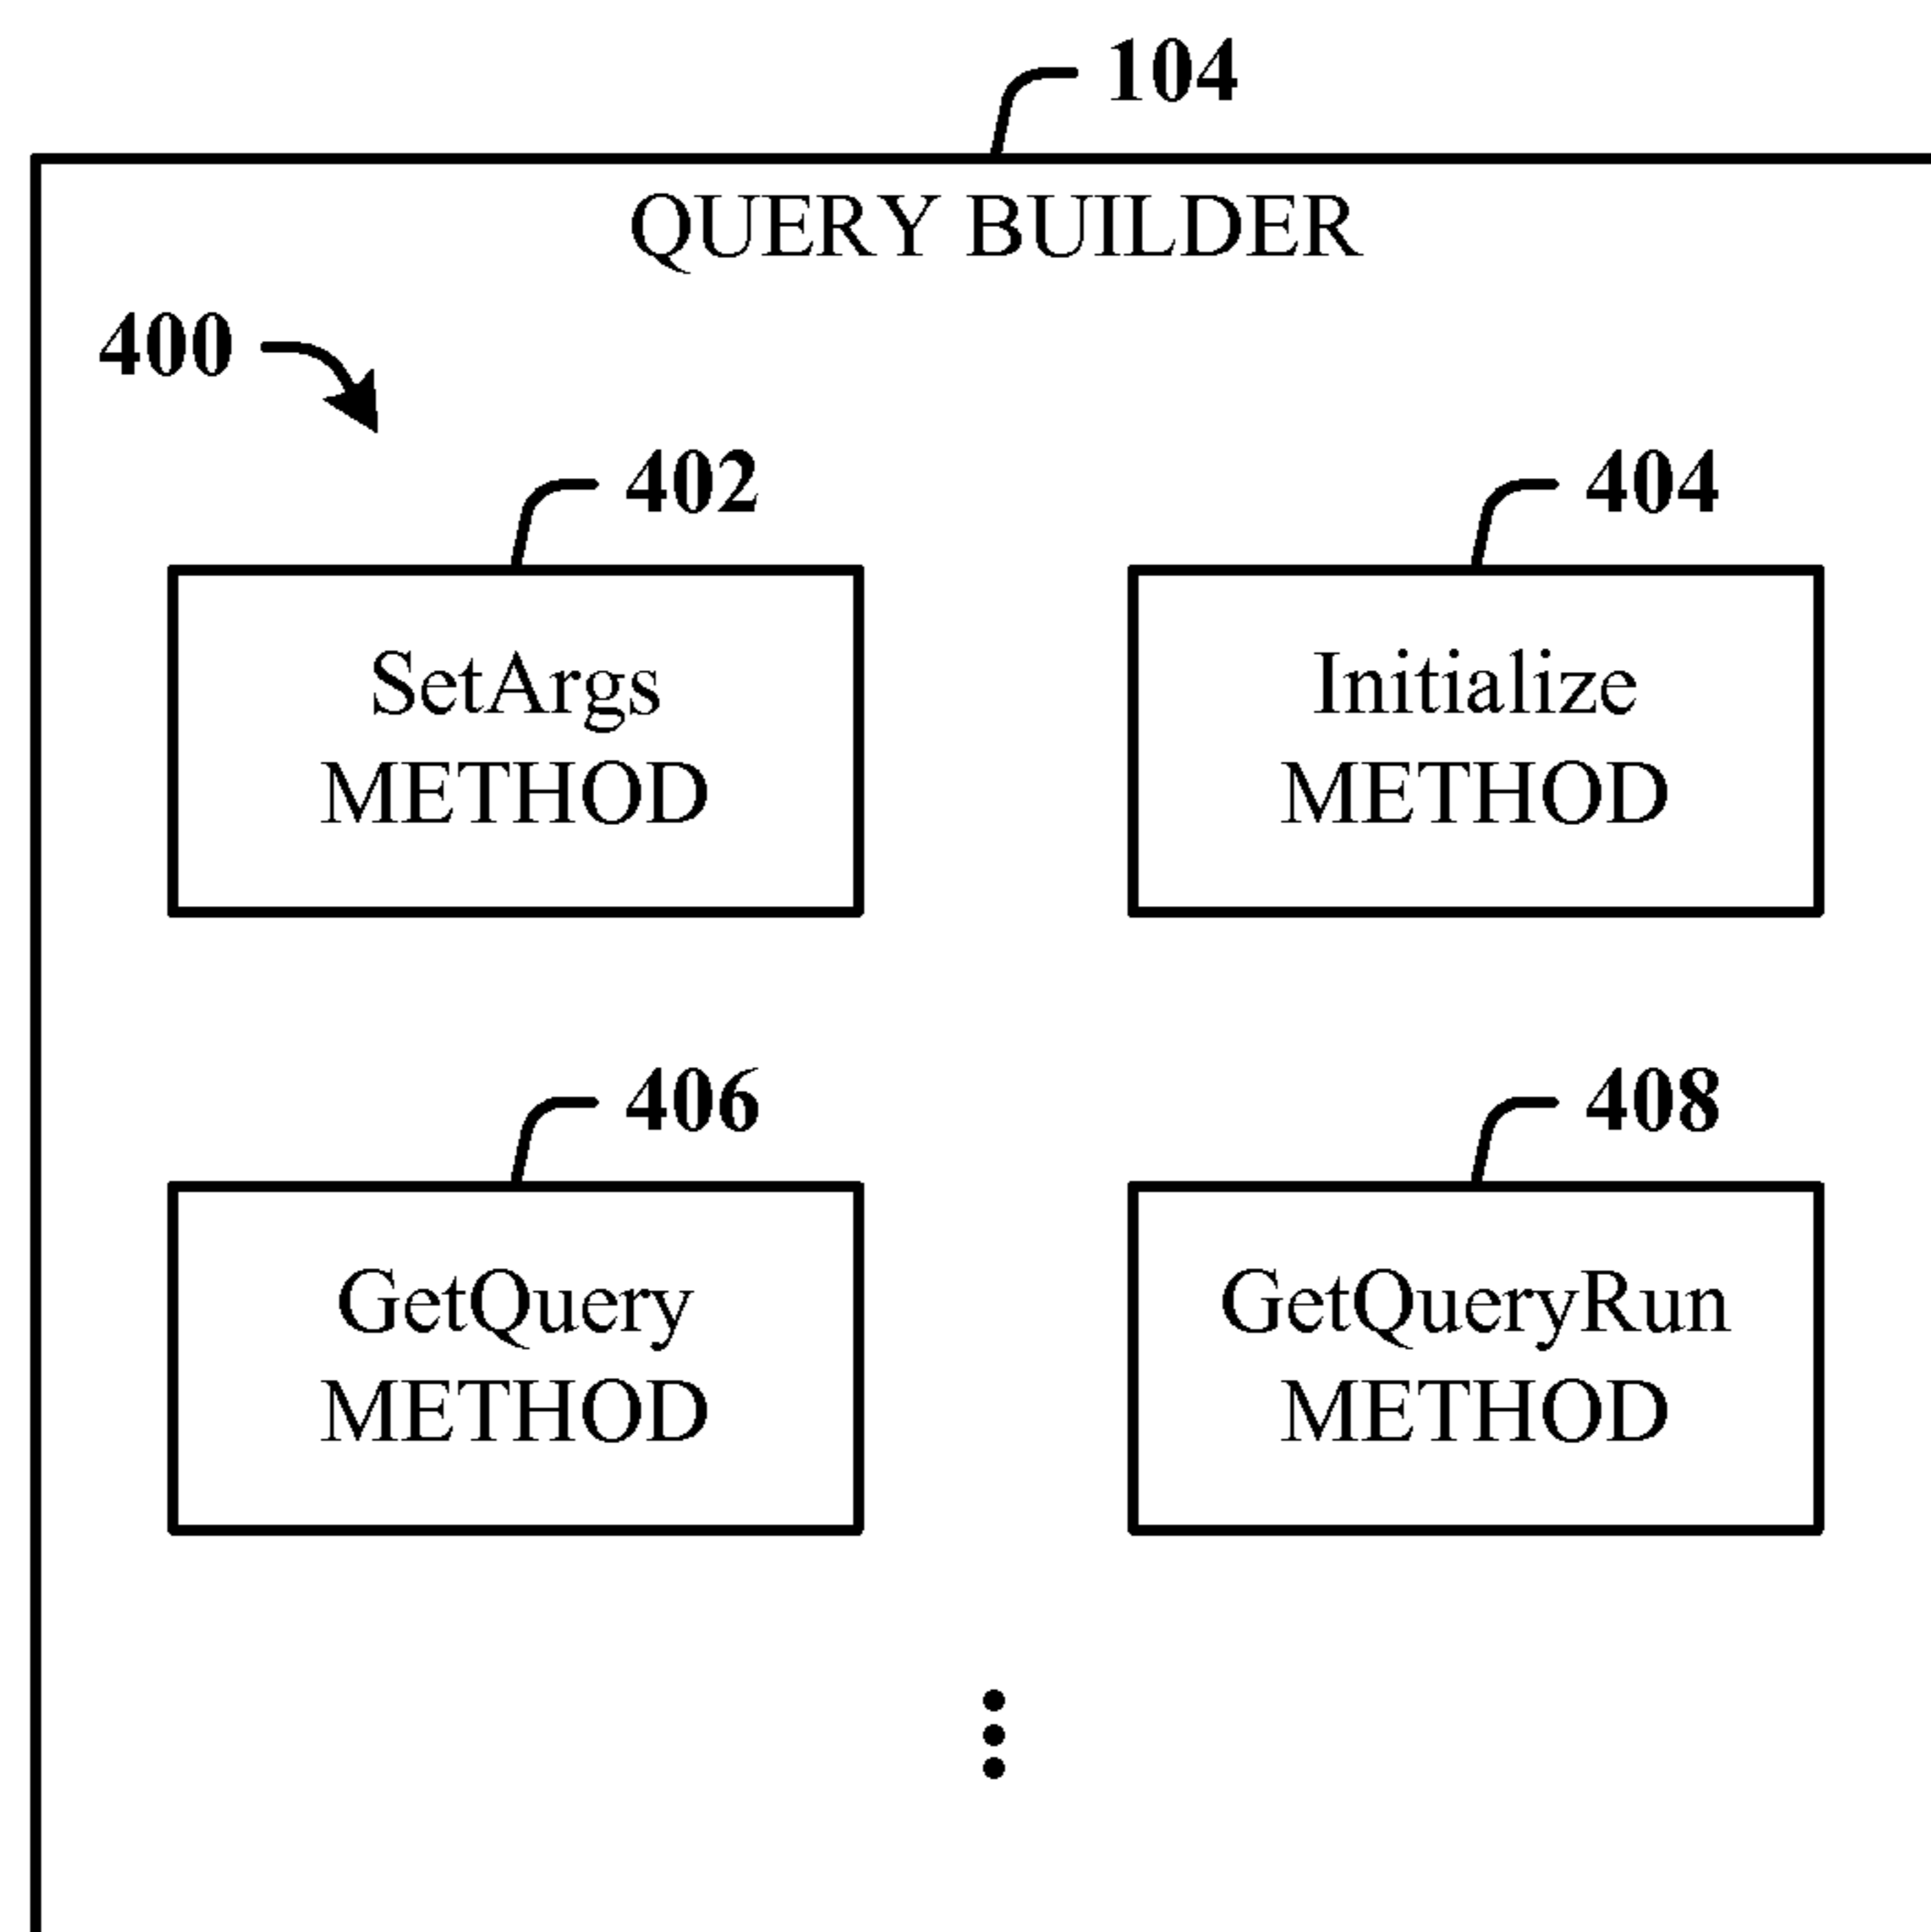 104
QUERY BUILDER
400
402
404
SetArgs
METHOD
Initialize
METHOD
406
408
GetQuery
METHOD
GetQueryRun
METHOD